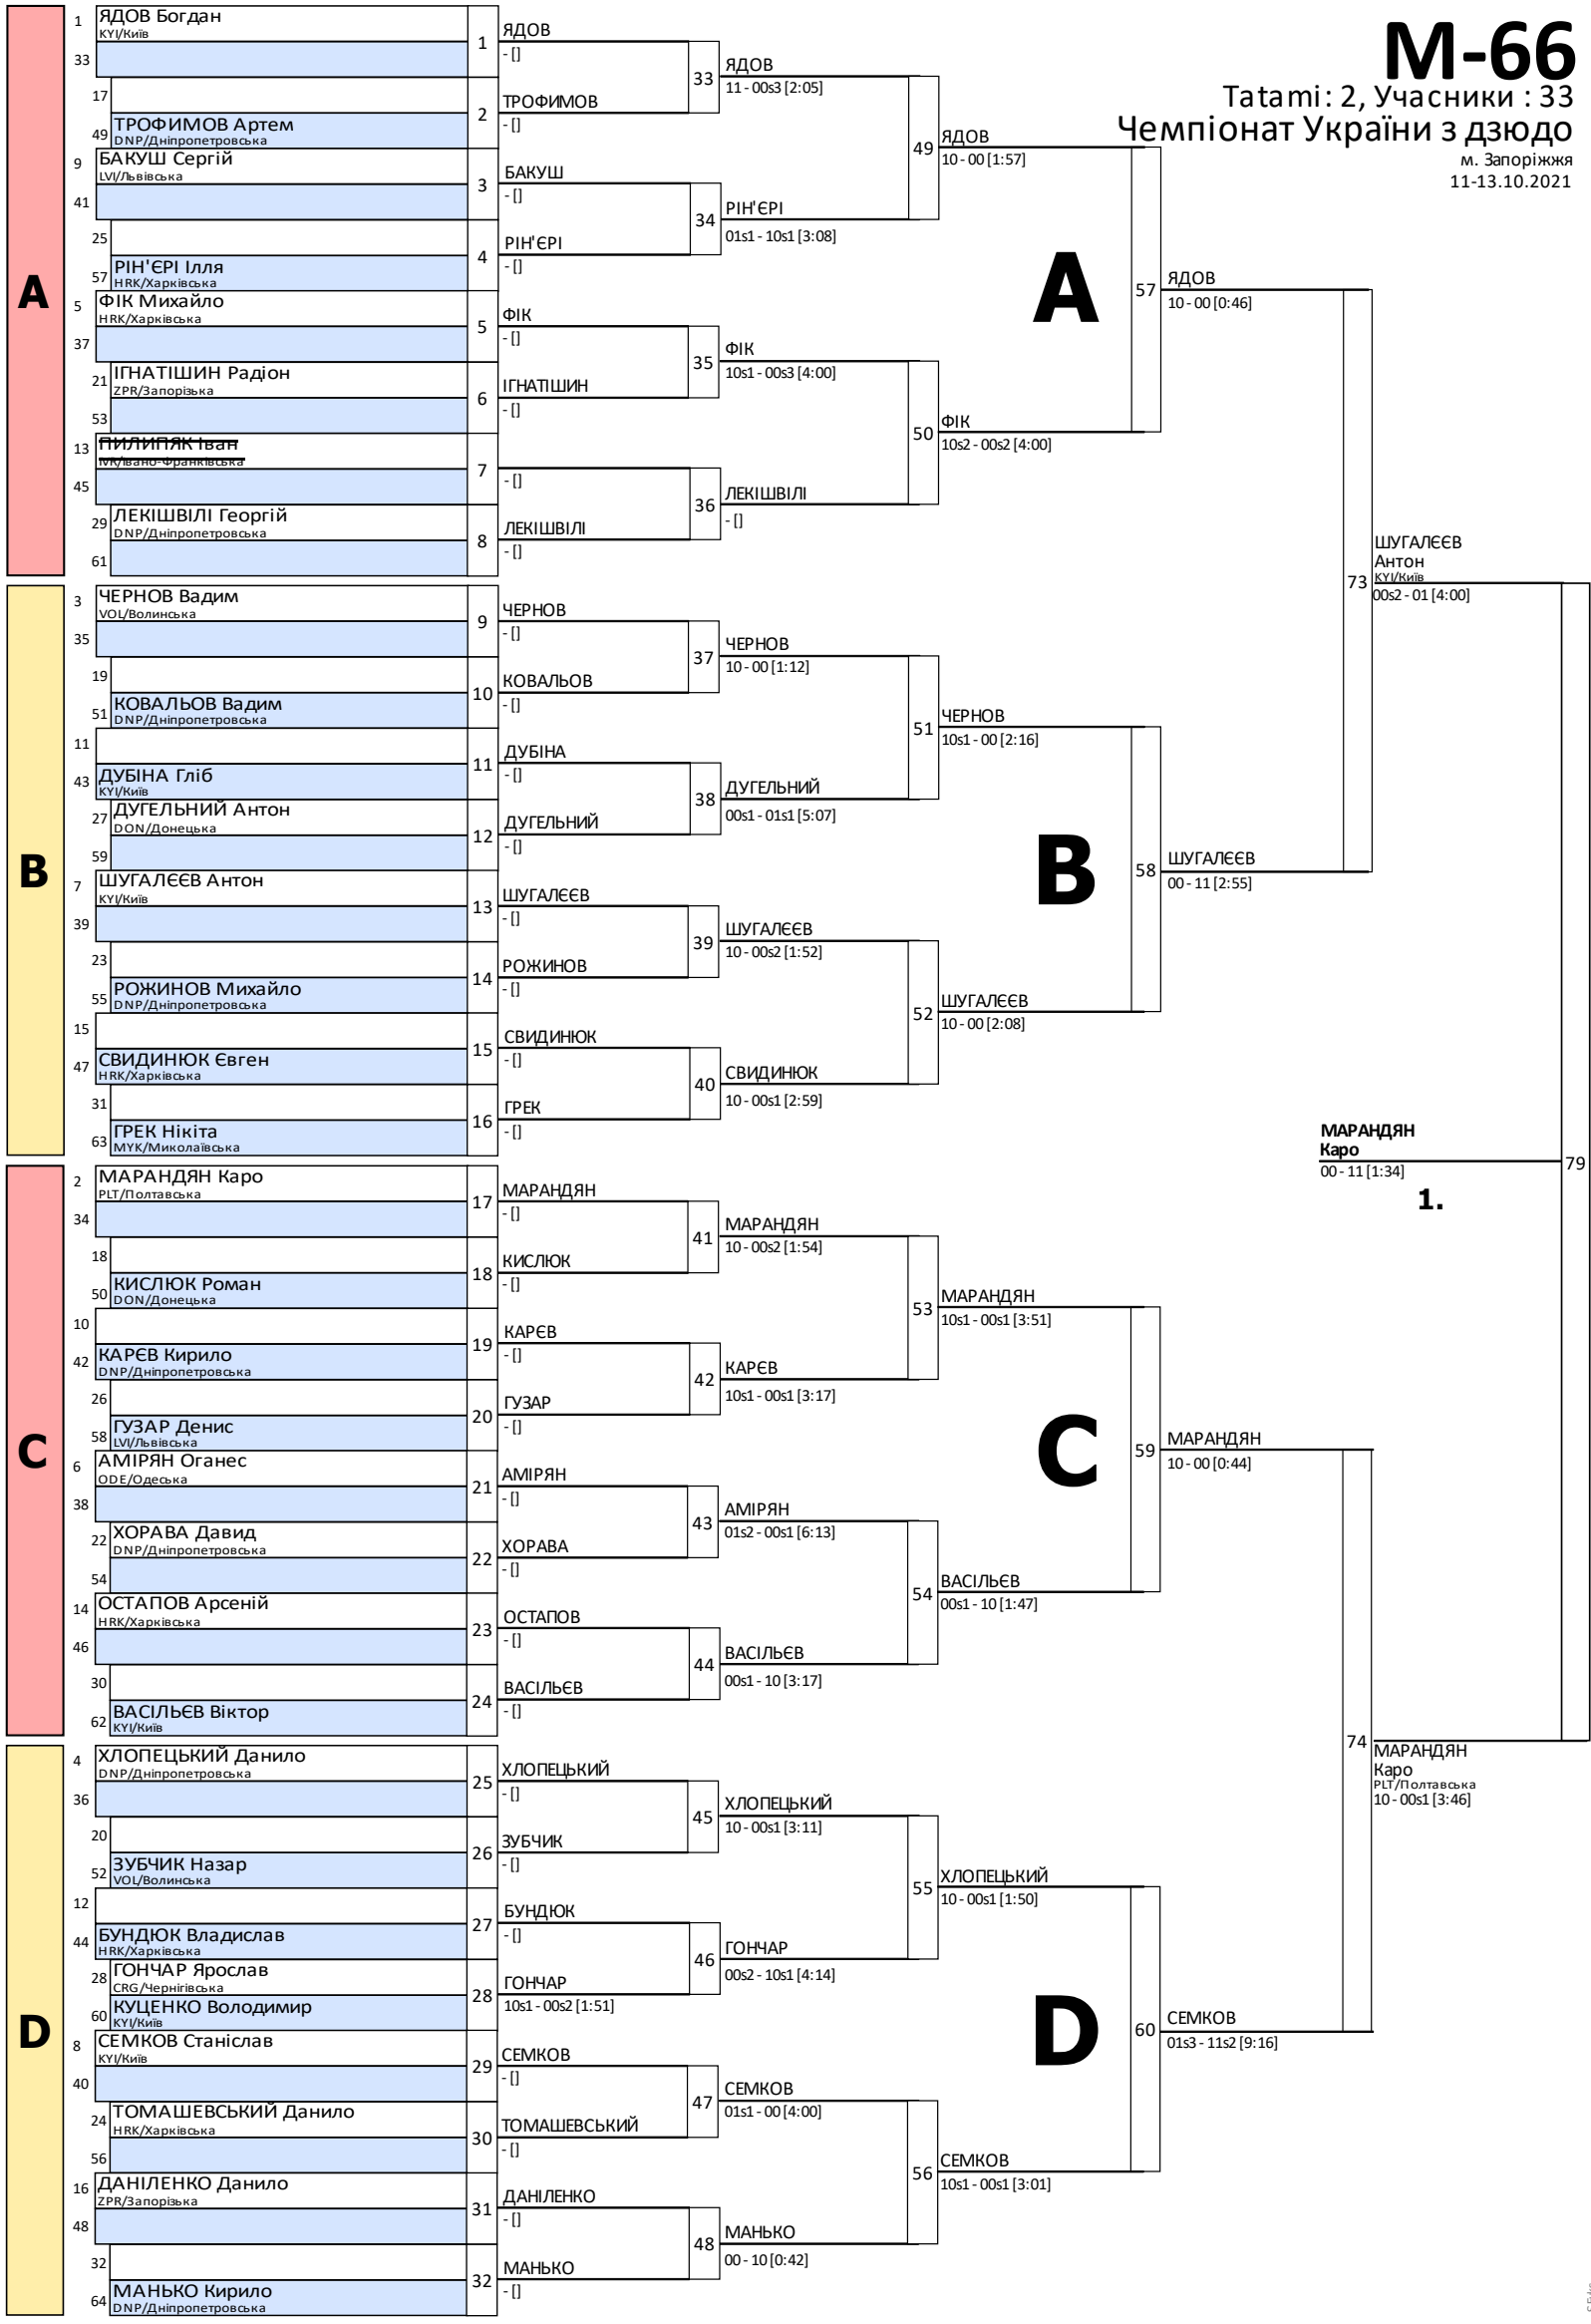 M-66
Tatami: 2, Учасники : 33
Чемпіонат України з дзюдо
м. Запоріжжя
11-13.10.2021
A
1 ЯДОВ Богдан
KYI/Київ
33
1
17
49 ТРОФИМОВ Артем
DNP/Дніпропетровська
2
9 БАКУШ Сергій
LVI/Львівська
41
3
25
57 РІН'ЄРІ Ілля
HRK/Харківська
4
5 ФІК Михайло
HRK/Харківська
37
5
21 ІГНАТІШИН Радіон
ZPR/Запорізька
53
6
13 ПИЛИПЯК Іван
IVR/Івано-Франківська
45
7
29 ЛЕКІШВІЛІ Георгій
DNP/Дніпропетровська
61
8
B
3 ЧЕРНОВ Вадим
VOL/Волинська
35
9
19
51 КОВАЛЬОВ Вадим
DNP/Дніпропетровська
10
11
43 ДУБІНА Гліб
KYI/Київ
11
27 ДУГЕЛЬНИЙ Антон
DON/Донецька
59
12
7 ШУГАЛЄЄВ Антон
KYI/Київ
39
13
23
55 РОЖИНОВ Михайло
DNP/Дніпропетровська
14
15
47 СВИДИНЮК Євген
HRK/Харківська
15
31
63 ГРЕК Нікіта
MYK/Миколаївська
16
C
2 МАРАНДЯН Каро
PLT/Полтавська
34
17
18
50 КИСЛЮК Роман
DON/Донецька
18
10
42 КАРЄВ Кирило
DNP/Дніпропетровська
19
26
58 ГУЗАР Денис
LVI/Львівська
20
6 АМІРЯН Оганес
ODE/Одеська
38
21
22 ХОРАВА Давид
DNP/Дніпропетровська
54
22
14 ОСТАПОВ Арсеній
HRK/Харківська
46
23
30
62 ВАСІЛЬЄВ Віктор
KYI/Київ
24
D
4 ХЛОПЕЦЬКИЙ Данило
DNP/Дніпропетровська
36
25
20
52 ЗУБЧИК Назар
VOL/Волинська
26
12
44 БУНДЮК Владислав
HRK/Харківська
27
28 ГОНЧАР Ярослав
CRG/Чернігівська
60 КУЦЕНКО Володимир
KYI/Київ
28
8 СЕМКОВ Станіслав
KYI/Київ
40
29
24 ТОМАШЕВСЬКИЙ Данило
HRK/Харківська
56
30
16 ДАНІЛЕНКО Данило
ZPR/Запорізька
48
31
32
64 МАНЬКО Кирило
DNP/Дніпропетровська
32
ЯДОВ
- []
ТРОФИМОВ
- []
БАКУШ
- []
РІН'ЄРІ
- []
ФІК
- []
ІГНАТІШИН
- []
- []
ЛЕКІШВІЛІ
- []
ЧЕРНОВ
- []
КОВАЛЬОВ
- []
ДУБІНА
- []
ДУГЕЛЬНИЙ
- []
ШУГАЛЄЄВ
- []
РОЖИНОВ
- []
СВИДИНЮК
- []
ГРЕК
- []
МАРАНДЯН
- []
КИСЛЮК
- []
КАРЄВ
- []
ГУЗАР
- []
АМІРЯН
- []
ХОРАВА
- []
ОСТАПОВ
- []
ВАСІЛЬЄВ
- []
ХЛОПЕЦЬКИЙ
- []
ЗУБЧИК
- []
БУНДЮК
- []
ГОНЧАР
10s1 - 00s2 [1:51]
СЕМКОВ
- []
ТОМАШЕВСЬКИЙ
- []
ДАНІЛЕНКО
- []
МАНЬКО
- []
33 ЯДОВ
11 - 00s3 [2:05]
34 РІН'ЄРІ
01s1 - 10s1 [3:08]
35 ФІК
10s1 - 00s3 [4:00]
36 ЛЕКІШВІЛІ
- []
37 ЧЕРНОВ
10 - 00 [1:12]
38 ДУГЕЛЬНИЙ
00s1 - 01s1 [5:07]
39 ШУГАЛЄЄВ
10 - 00s2 [1:52]
40 СВИДИНЮК
10 - 00s1 [2:59]
41 МАРАНДЯН
10 - 00s2 [1:54]
42 КАРЄВ
10s1 - 00s1 [3:17]
43 АМІРЯН
01s2 - 00s1 [6:13]
44 ВАСІЛЬЄВ
00s1 - 10 [3:17]
45 ХЛОПЕЦЬКИЙ
10 - 00s1 [3:11]
46 ГОНЧАР
00s2 - 10s1 [4:14]
47 СЕМКОВ
01s1 - 00 [4:00]
48 МАНЬКО
00 - 10 [0:42]
49 ЯДОВ
10 - 00 [1:57]
50 ФІК
10s2 - 00s2 [4:00]
51 ЧЕРНОВ
10s1 - 00 [2:16]
52 ШУГАЛЄЄВ
10 - 00 [2:08]
53 МАРАНДЯН
10s1 - 00s1 [3:51]
54 ВАСІЛЬЄВ
00s1 - 10 [1:47]
55 ХЛОПЕЦЬКИЙ
10 - 00s1 [1:50]
56 СЕМКОВ
10s1 - 00s1 [3:01]
A
57 ЯДОВ
10 - 00 [0:46]
B
58 ШУГАЛЄЄВ
00 - 11 [2:55]
C
59 МАРАНДЯН
10 - 00 [0:44]
D
60 СЕМКОВ
01s3 - 11s2 [9:16]
73 ШУГАЛЄЄВ
Антон
KYI/Київ
00s2 - 01 [4:00]
74 МАРАНДЯН
Каро
PLT/Полтавська
10 - 00s1 [3:46]
МАРАНДЯН
Каро
79
00 - 11 [1:34]
1.